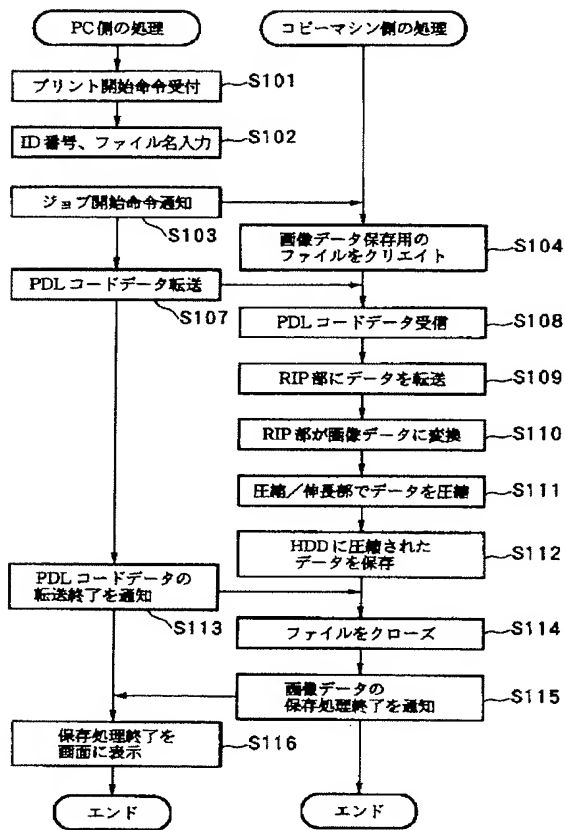 PC側の処理
コピーマシン側の処理
プリント開始命令受付
S101
ID番号、ファイル名入力
S102
ジョブ開始命令通知
S103
画像データ保存用の
ファイルをクリエイト
S104
PDLコードデータ転送
S107
PDLコードデータ受信
S108
RIP部にデータを転送
S109
RIP部が画像データに変換
S110
圧縮/伸長部でデータを圧縮
S111
HDDに圧縮された
データを保存
S112
PDLコードデータの
転送終了を通知
S113
ファイルをクローズ
S114
画像データの
保存処理終了を通知
S115
保存処理終了を
画面に表示
S116
エンド
エンド